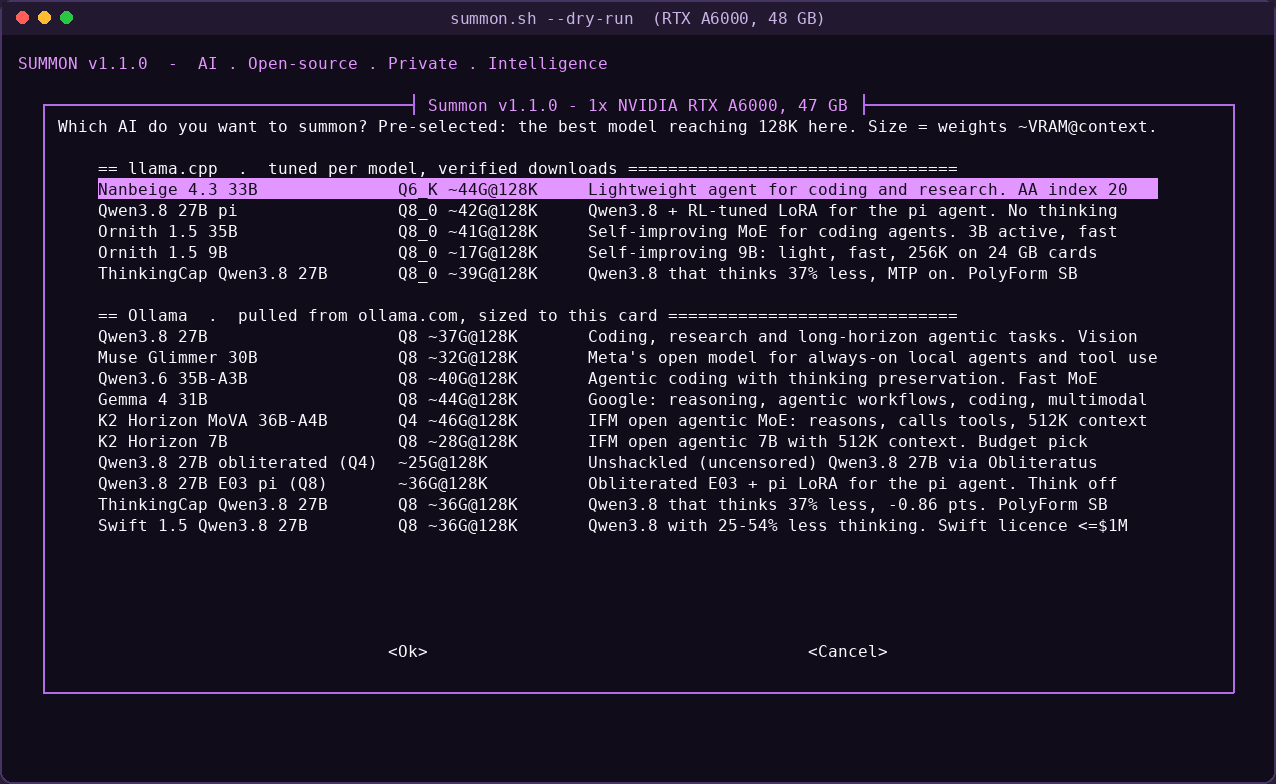 summon.sh --dry-run  (RTX A6000, 48 GB)
SUMMON v1.1.0  -  AI . Open-source . Private . Intelligence
Summon v1.1.0 - 1x NVIDIA RTX A6000, 47 GB
Which AI do you want to summon? Pre-selected: the best model reaching 128K here. Size = weights ~VRAM@context.
== llama.cpp  .  tuned per model, verified downloads =================================
Nanbeige 4.3 33B              Q6_K ~44G@128K     Lightweight agent for coding and research. AA index 20
Qwen3.8 27B pi                Q8_0 ~42G@128K     Qwen3.8 + RL-tuned LoRA for the pi agent. No thinking
Ornith 1.5 35B                Q8_0 ~41G@128K     Self-improving MoE for coding agents. 3B active, fast
Ornith 1.5 9B                 Q8_0 ~17G@128K     Self-improving 9B: light, fast, 256K on 24 GB cards
ThinkingCap Qwen3.8 27B       Q8_0 ~39G@128K     Qwen3.8 that thinks 37% less, MTP on. PolyForm SB
== Ollama  .  pulled from ollama.com, sized to this card =============================
Qwen3.8 27B                   Q8 ~37G@128K       Coding, research and long-horizon agentic tasks. Vision
Muse Glimmer 30B              Q8 ~32G@128K       Meta's open model for always-on local agents and tool use
Qwen3.6 35B-A3B               Q8 ~40G@128K       Agentic coding with thinking preservation. Fast MoE
Gemma 4 31B                   Q8 ~44G@128K       Google: reasoning, agentic workflows, coding, multimodal
K2 Horizon MoVA 36B-A4B       Q4 ~46G@128K       IFM open agentic MoE: reasons, calls tools, 512K context
K2 Horizon 7B                 Q8 ~28G@128K       IFM open agentic 7B with 512K context. Budget pick
Qwen3.8 27B obliterated (Q4)  ~25G@128K          Unshackled (uncensored) Qwen3.8 27B via Obliteratus
Qwen3.8 27B E03 pi (Q8)       ~36G@128K          Obliterated E03 + pi LoRA for the pi agent. Think off
ThinkingCap Qwen3.8 27B       Q8 ~36G@128K       Qwen3.8 that thinks 37% less, -0.86 pts. PolyForm SB
Swift 1.5 Qwen3.8 27B         Q8 ~36G@128K       Qwen3.8 with 25-54% less thinking. Swift licence <=$1M
<Ok>                                      <Cancel>